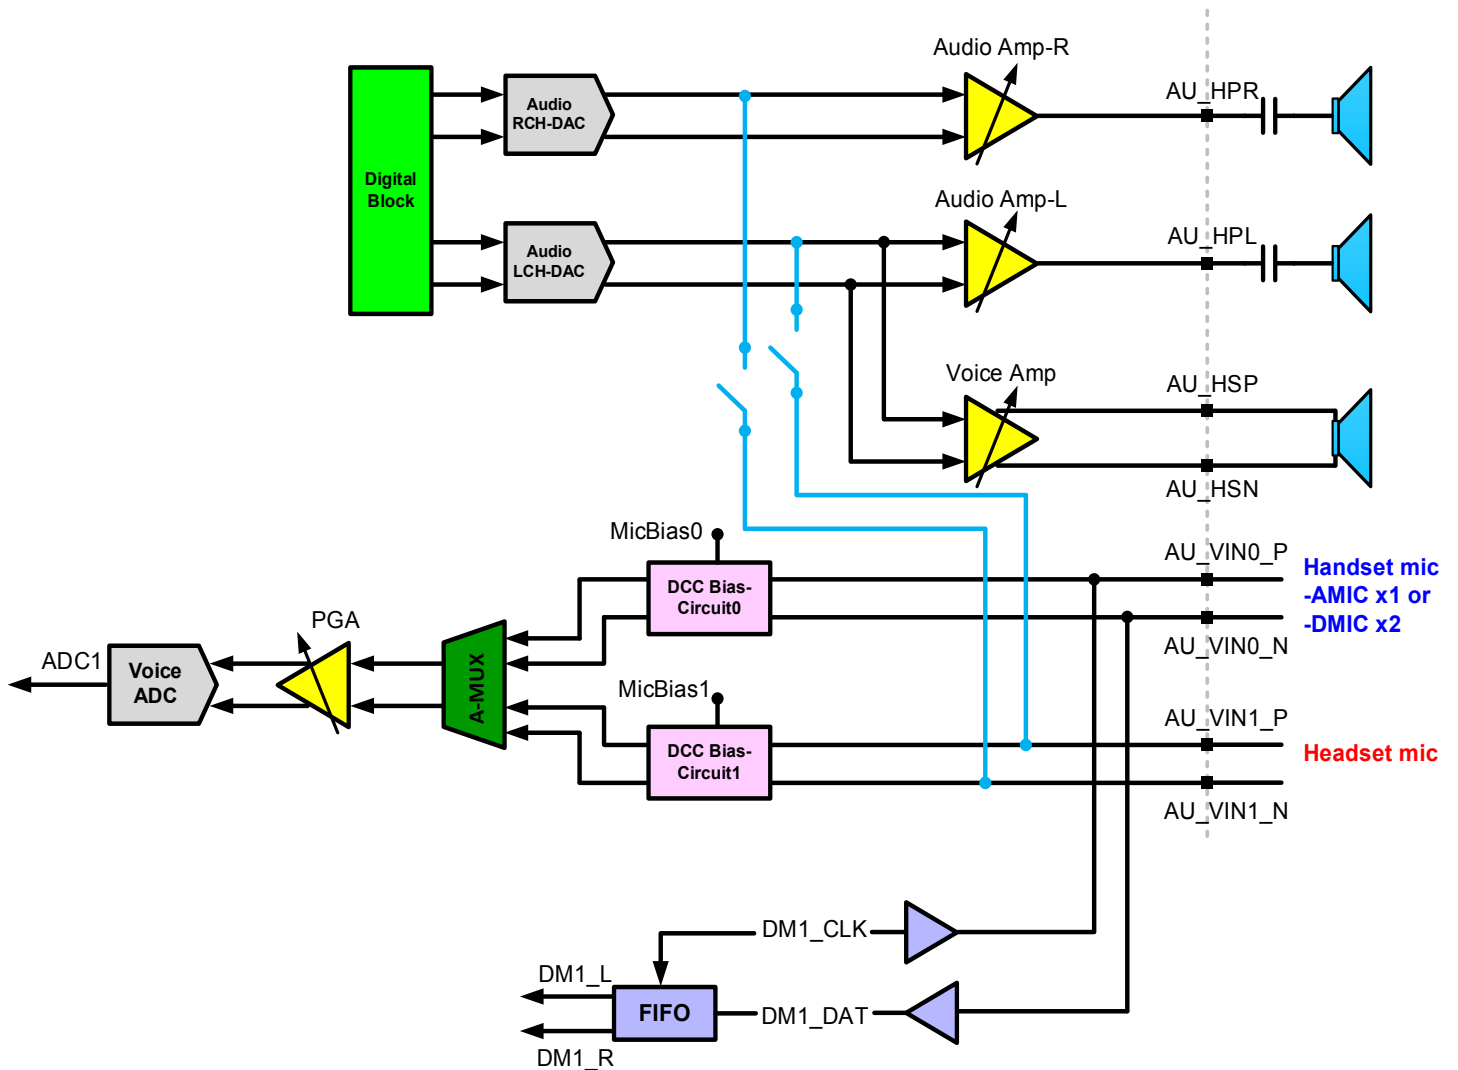 Audio Amp-R
AU_HPR
Audio
RCH-DAC
Digital
Block
Audio Amp-L
AU_HPL
Audio
LCH-DAC
Voice Amp
AU_HSP
AU_HSN
MicBias0
AU_VIN0_P
DCC Bias-
Circuit0
Handset mic
-AMIC x1 or
-DMIC x2
AU_VIN0_N
PGA
ADC1
Voice
ADC
A-MUX
MicBias1
AU_VIN1_P
DCC Bias-
Circuit1
Headset mic
AU_VIN1_N
DM1_CLK
DM1_L
FIFO
DM1_DAT
DM1_R